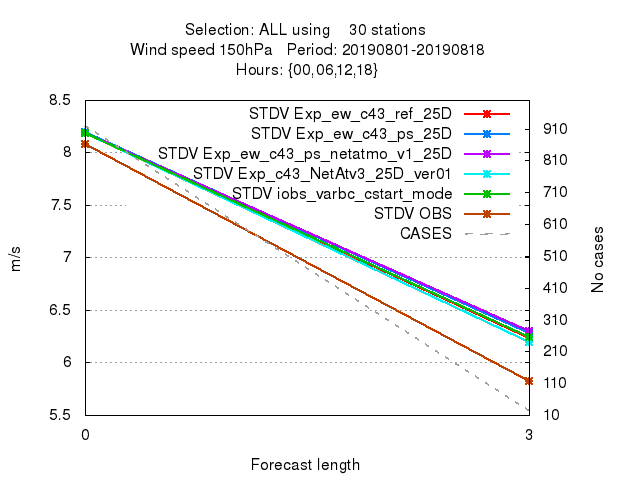 Selection: ALL using    30 stations
Wind speed 150hPa   Period: 20190801-20190818
Hours: {00,06,12,18}
STDV Exp_ew_c43_ref_25D
STDV Exp_ew_c43_ps_25D
STDV Exp_ew_c43_ps_netatmo_v1_25D
STDV Exp_c43_NetAtv3_25D_ver01
STDV iobs_varbc_cstart_mode
STDV OBS
CASES
8.5
8
7.5
7
6.5
6
5.5
m/s
910
810
710
610
510
410
310
210
110
10
No cases
0 3
Forecast length